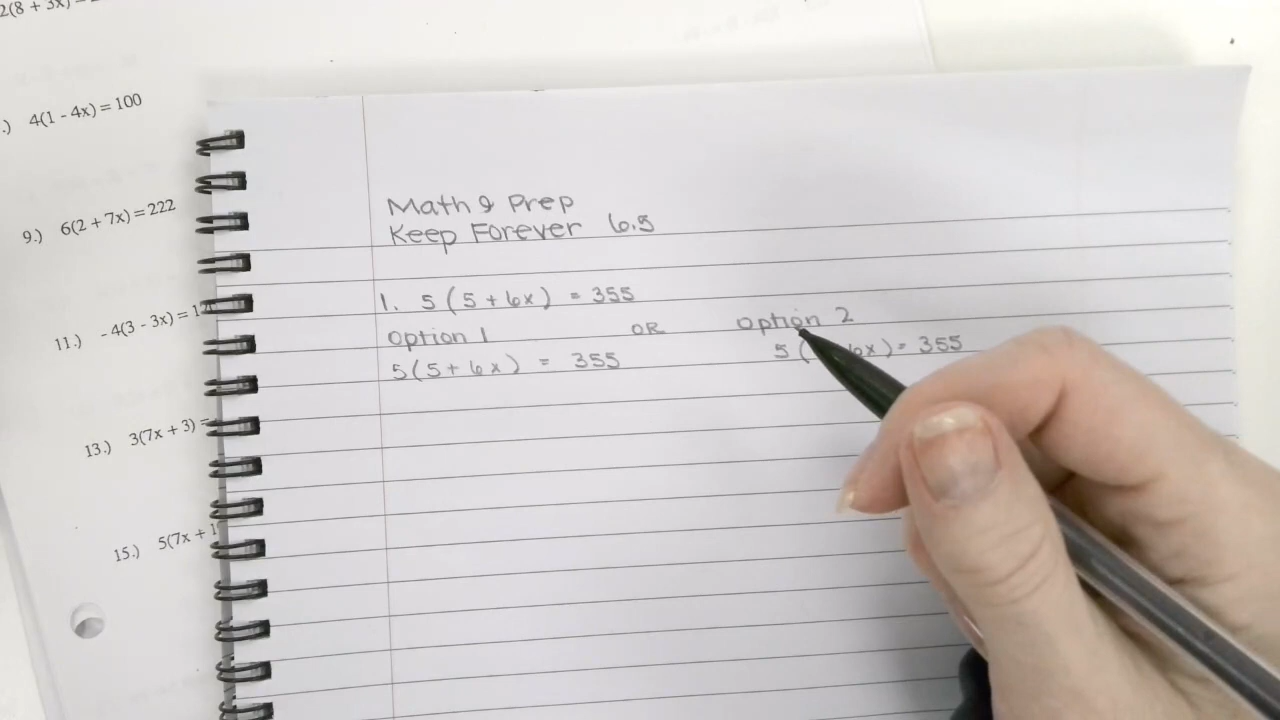 2(8 + 3x)
.) 4(1 - 4x) = 100
9.) 6(2 + 7x) = 222
11.) -4(3 - 3x) =
13.) 3(7x + 3) =
15.) 5(7x +
Math 9 Prep
Keep Forever 6.5
1. 5(5+6x) = 355
Option 1 OR Option 2
5(5+6x) = 355 5( 6x) = 355